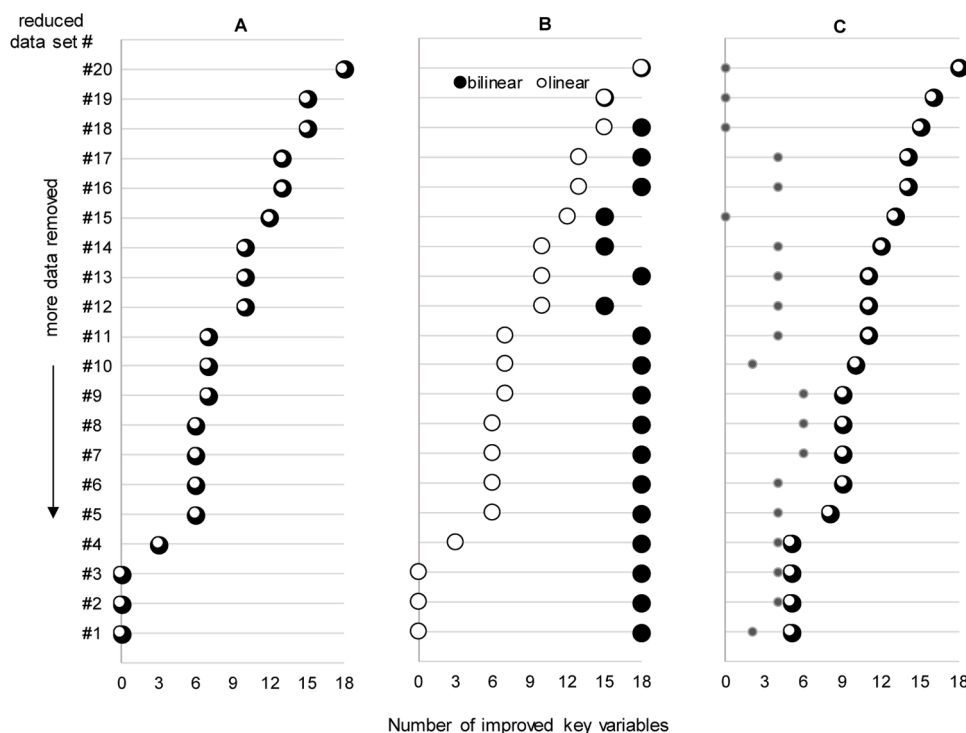 reduced
data set #
A
B
C
#20
bilinear linear
#19
#18
#17
#16
#15
#14
#13
#12
#11
#10
#9
#8
#7
#6
#5
#4
#3
#2
#1
more data removed
0 3 6 9 12 15 18
0 3 6 9 12 15 18
0 3 6 9 12 15 18
Number of improved key variables